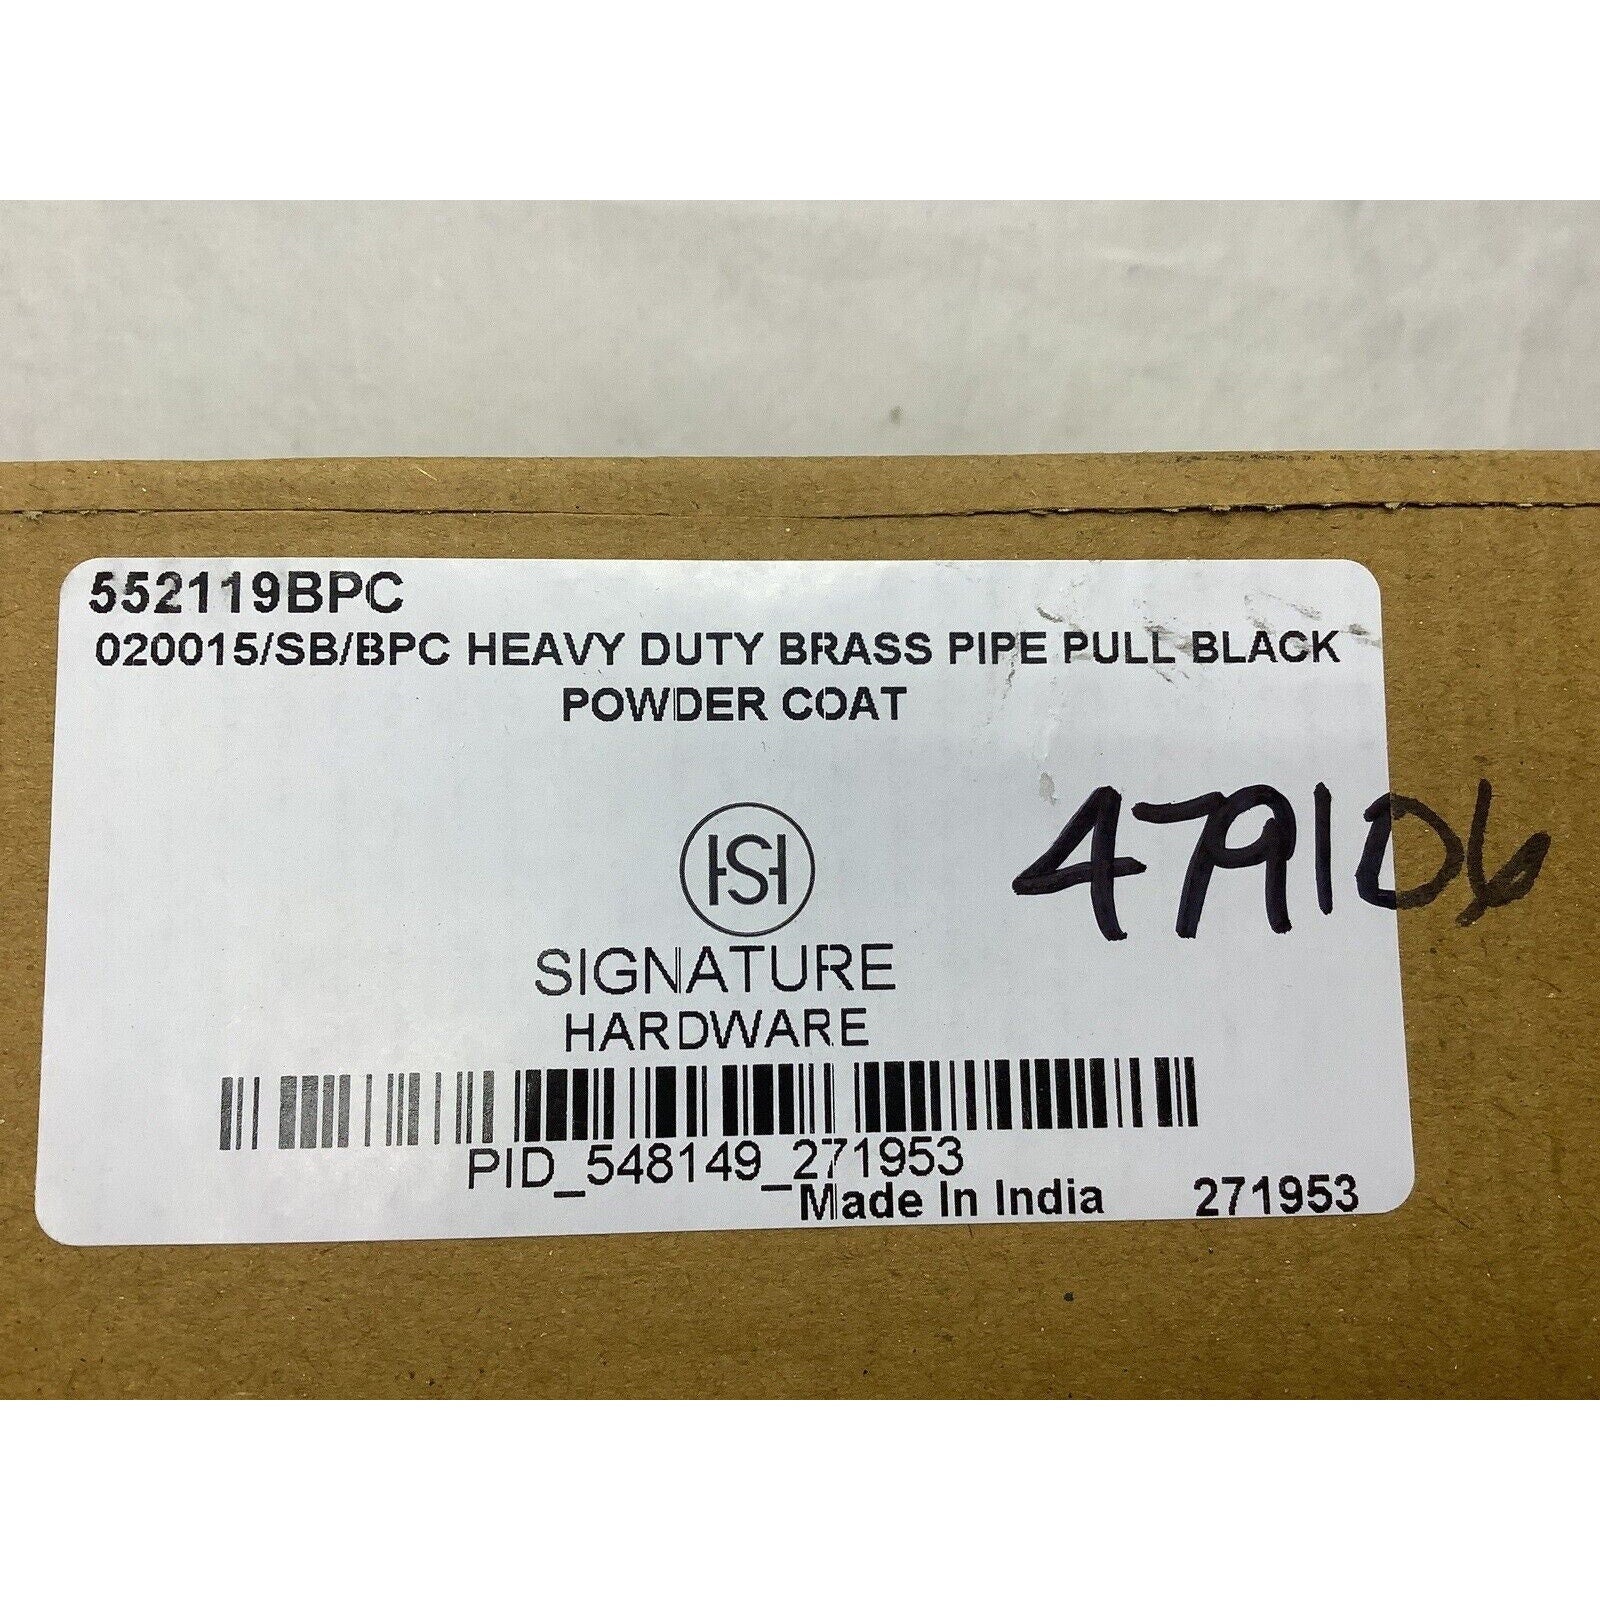 552119BPC
020015/SB/BPC HEAVY DUTY BRASS PIPE PULL BLACK
POWDER COAT
HSH
479106
SIGNATURE
HARDWARE
PID_548149_271953
Made In India 271953